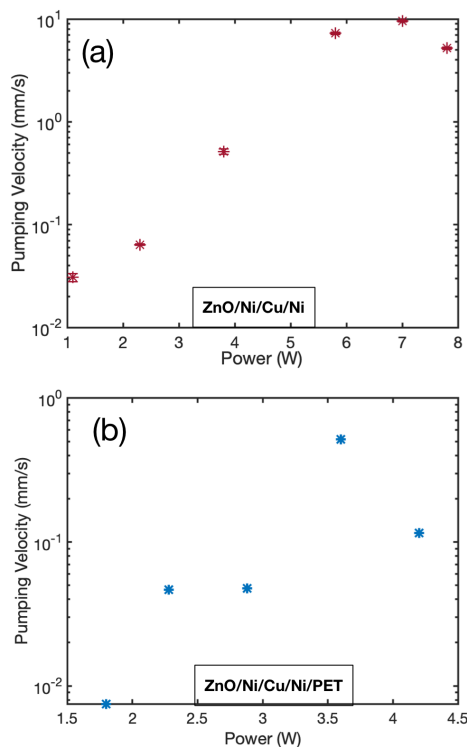 (a)
10^1
10^0
10^-1
10^-2
Pumping Velocity (mm/s)
ZnO/Ni/Cu/Ni
1 2 3 4 5 6 7 8
Power (W)
(b)
10^0
10^-1
10^-2
Pumping Velocity (mm/s)
ZnO/Ni/Cu/Ni/PET
1.5 2 2.5 3 3.5 4 4.5
Power (W)